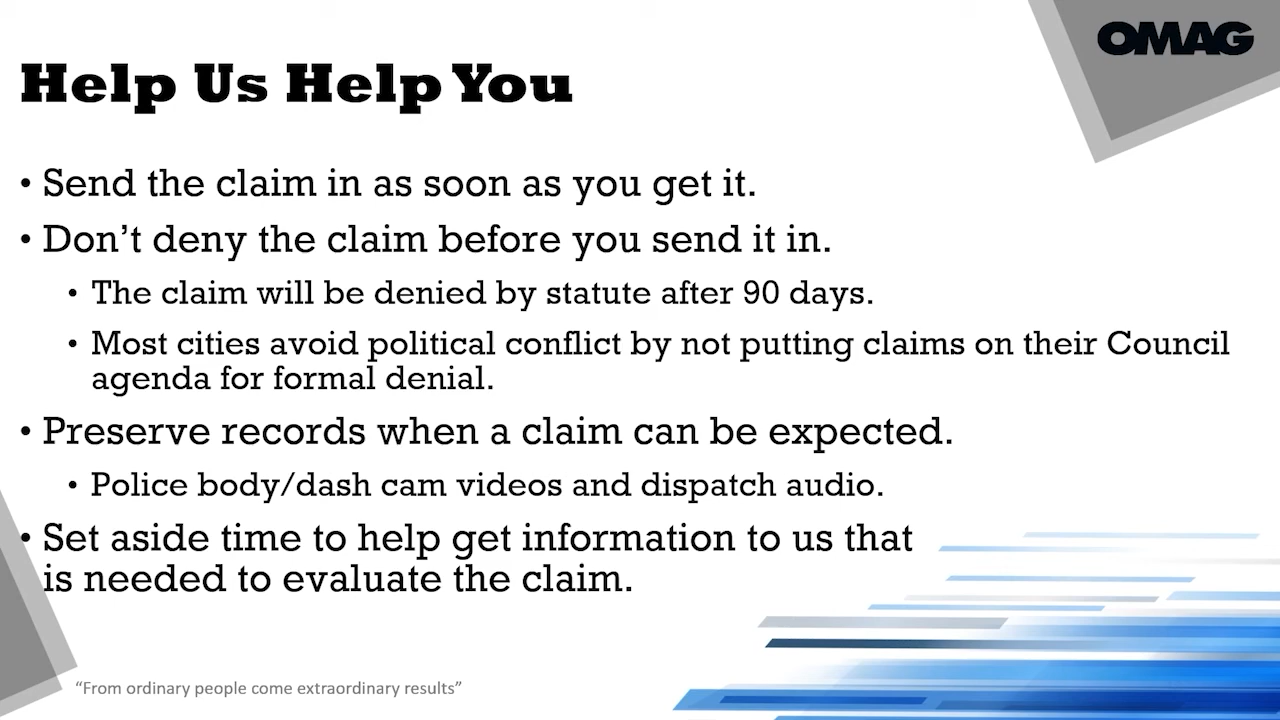 OMAG
Help Us Help You
• Send the claim in as soon as you get it.
• Don’t deny the claim before you send it in.
• The claim will be denied by statute after 90 days.
• Most cities avoid political conflict by not putting claims on their Council
agenda for formal denial.
• Preserve records when a claim can be expected.
• Police body/dash cam videos and dispatch audio.
• Set aside time to help get information to us that
is needed to evaluate the claim.
“From ordinary people come extraordinary results”